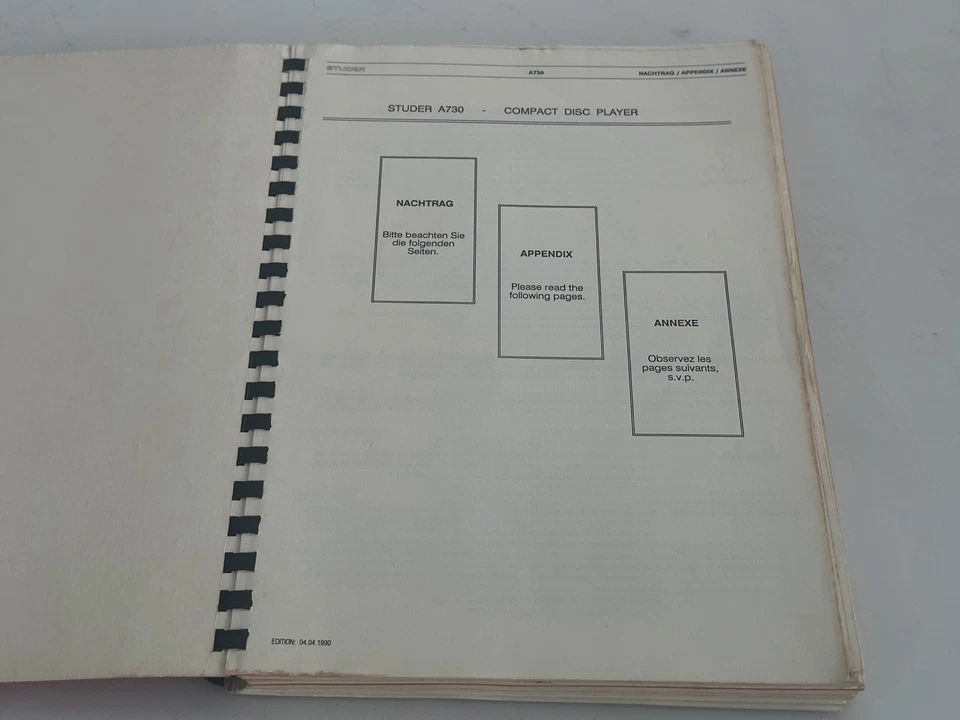 STUDER A730 NACHTRAG / APPENDIX / ANNEXE
STUDER A730 - COMPACT DISC PLAYER
NACHTRAG
Bitte beachten Sie
die folgenden
Seiten.
APPENDIX
Please read the
following pages.
ANNEXE
Observez les
pages suivants,
s.v.p.
EDITION: 04.04.1990